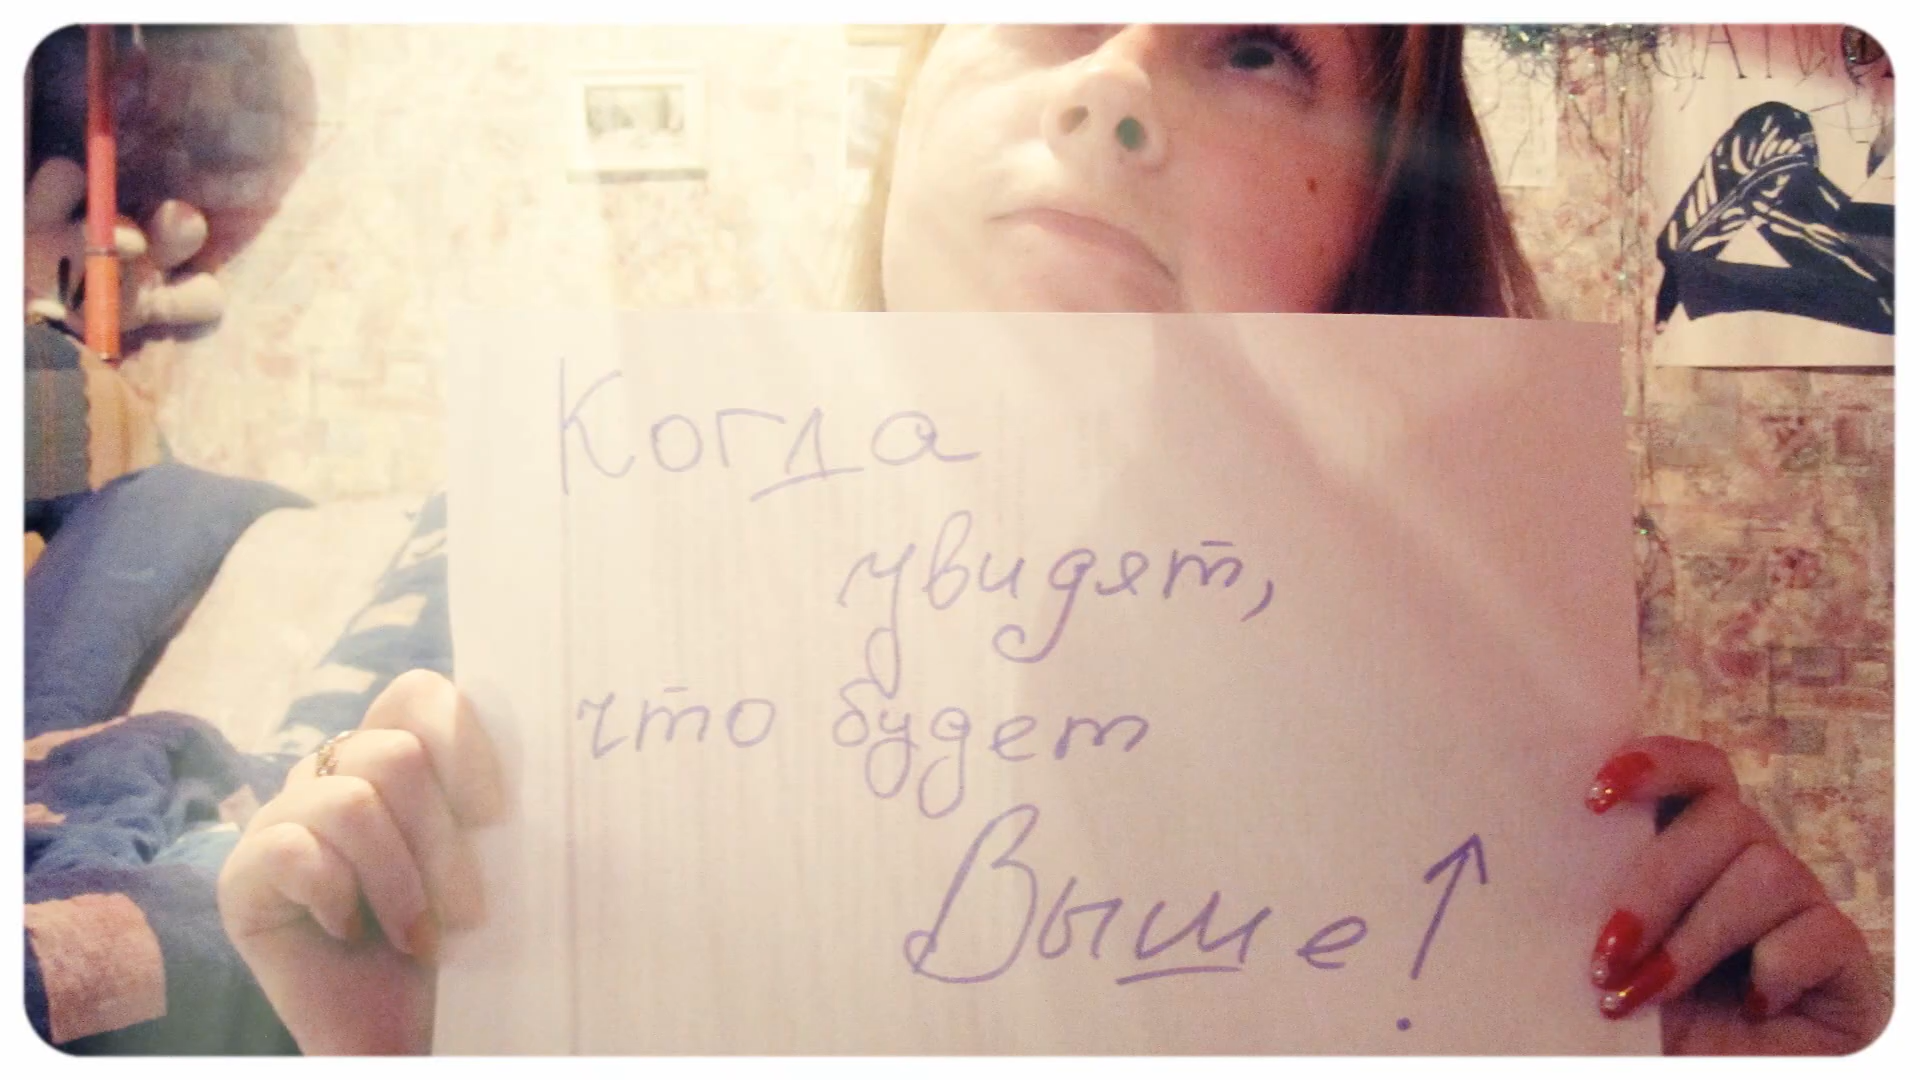 Когда
увидят,
что будет
Выше!